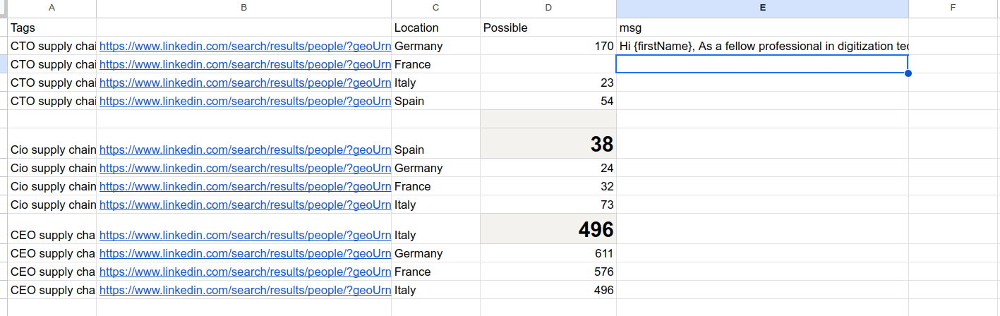 A B C D E F
Tags Location Possible msg
CTO supply chai https://www.linkedin.com/search/results/people/?geoUrn Germany 170 Hi {firstName}, As a fellow professional in digitization tec
CTO supply chai https://www.linkedin.com/search/results/people/?geoUrn France
CTO supply chai https://www.linkedin.com/search/results/people/?geoUrn Italy 23
CTO supply chai https://www.linkedin.com/search/results/people/?geoUrn Spain 54
Cio supply chain https://www.linkedin.com/search/results/people/?geoUrn Spain 38
Cio supply chain https://www.linkedin.com/search/results/people/?geoUrn Germany 24
Cio supply chain https://www.linkedin.com/search/results/people/?geoUrn France 32
Cio supply chain https://www.linkedin.com/search/results/people/?geoUrn Italy 73
CEO supply cha https://www.linkedin.com/search/results/people/?geoUrn Italy 496
CEO supply cha https://www.linkedin.com/search/results/people/?geoUrn Germany 611
CEO supply cha https://www.linkedin.com/search/results/people/?geoUrn France 576
CEO supply cha https://www.linkedin.com/search/results/people/?geoUrn Italy 496